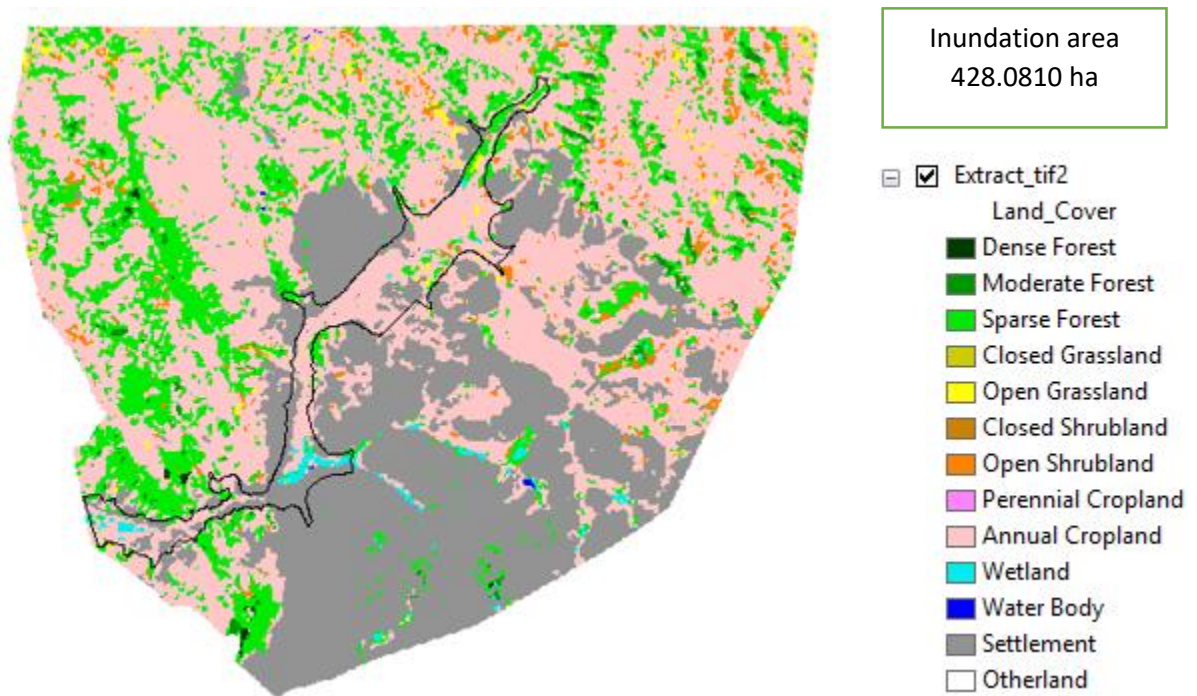 Inundation area
428.0810 ha
Extract_tif2
Land_Cover
Dense Forest
Moderate Forest
Sparse Forest
Closed Grassland
Open Grassland
Closed Shrubland
Open Shrubland
Perennial Cropland
Annual Cropland
Wetland
Water Body
Settlement
Otherland